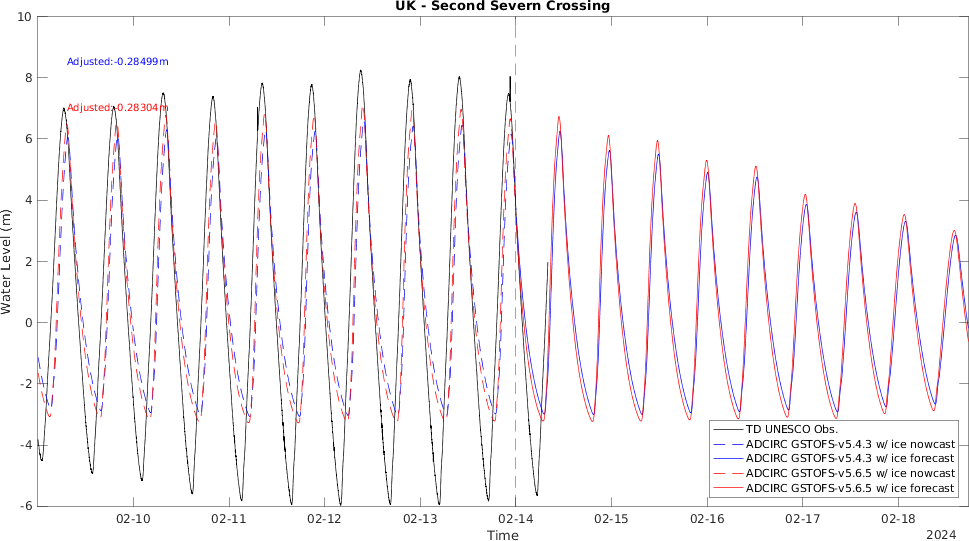 UK - Second Severn Crossing
10
8
6
4
2
0
-2
-4
-6
Water Level (m)
Adjusted:-0.28499m
Adjusted:-0.28304m
TD UNESCO Obs.
ADCIRC GSTOFS-v5.4.3 w/ ice nowcast
ADCIRC GSTOFS-v5.4.3 w/ ice forecast
ADCIRC GSTOFS-v5.6.5 w/ ice nowcast
ADCIRC GSTOFS-v5.6.5 w/ ice forecast
02-10 02-11 02-12 02-13 02-14 02-15 02-16 02-17 02-18
Time
2024